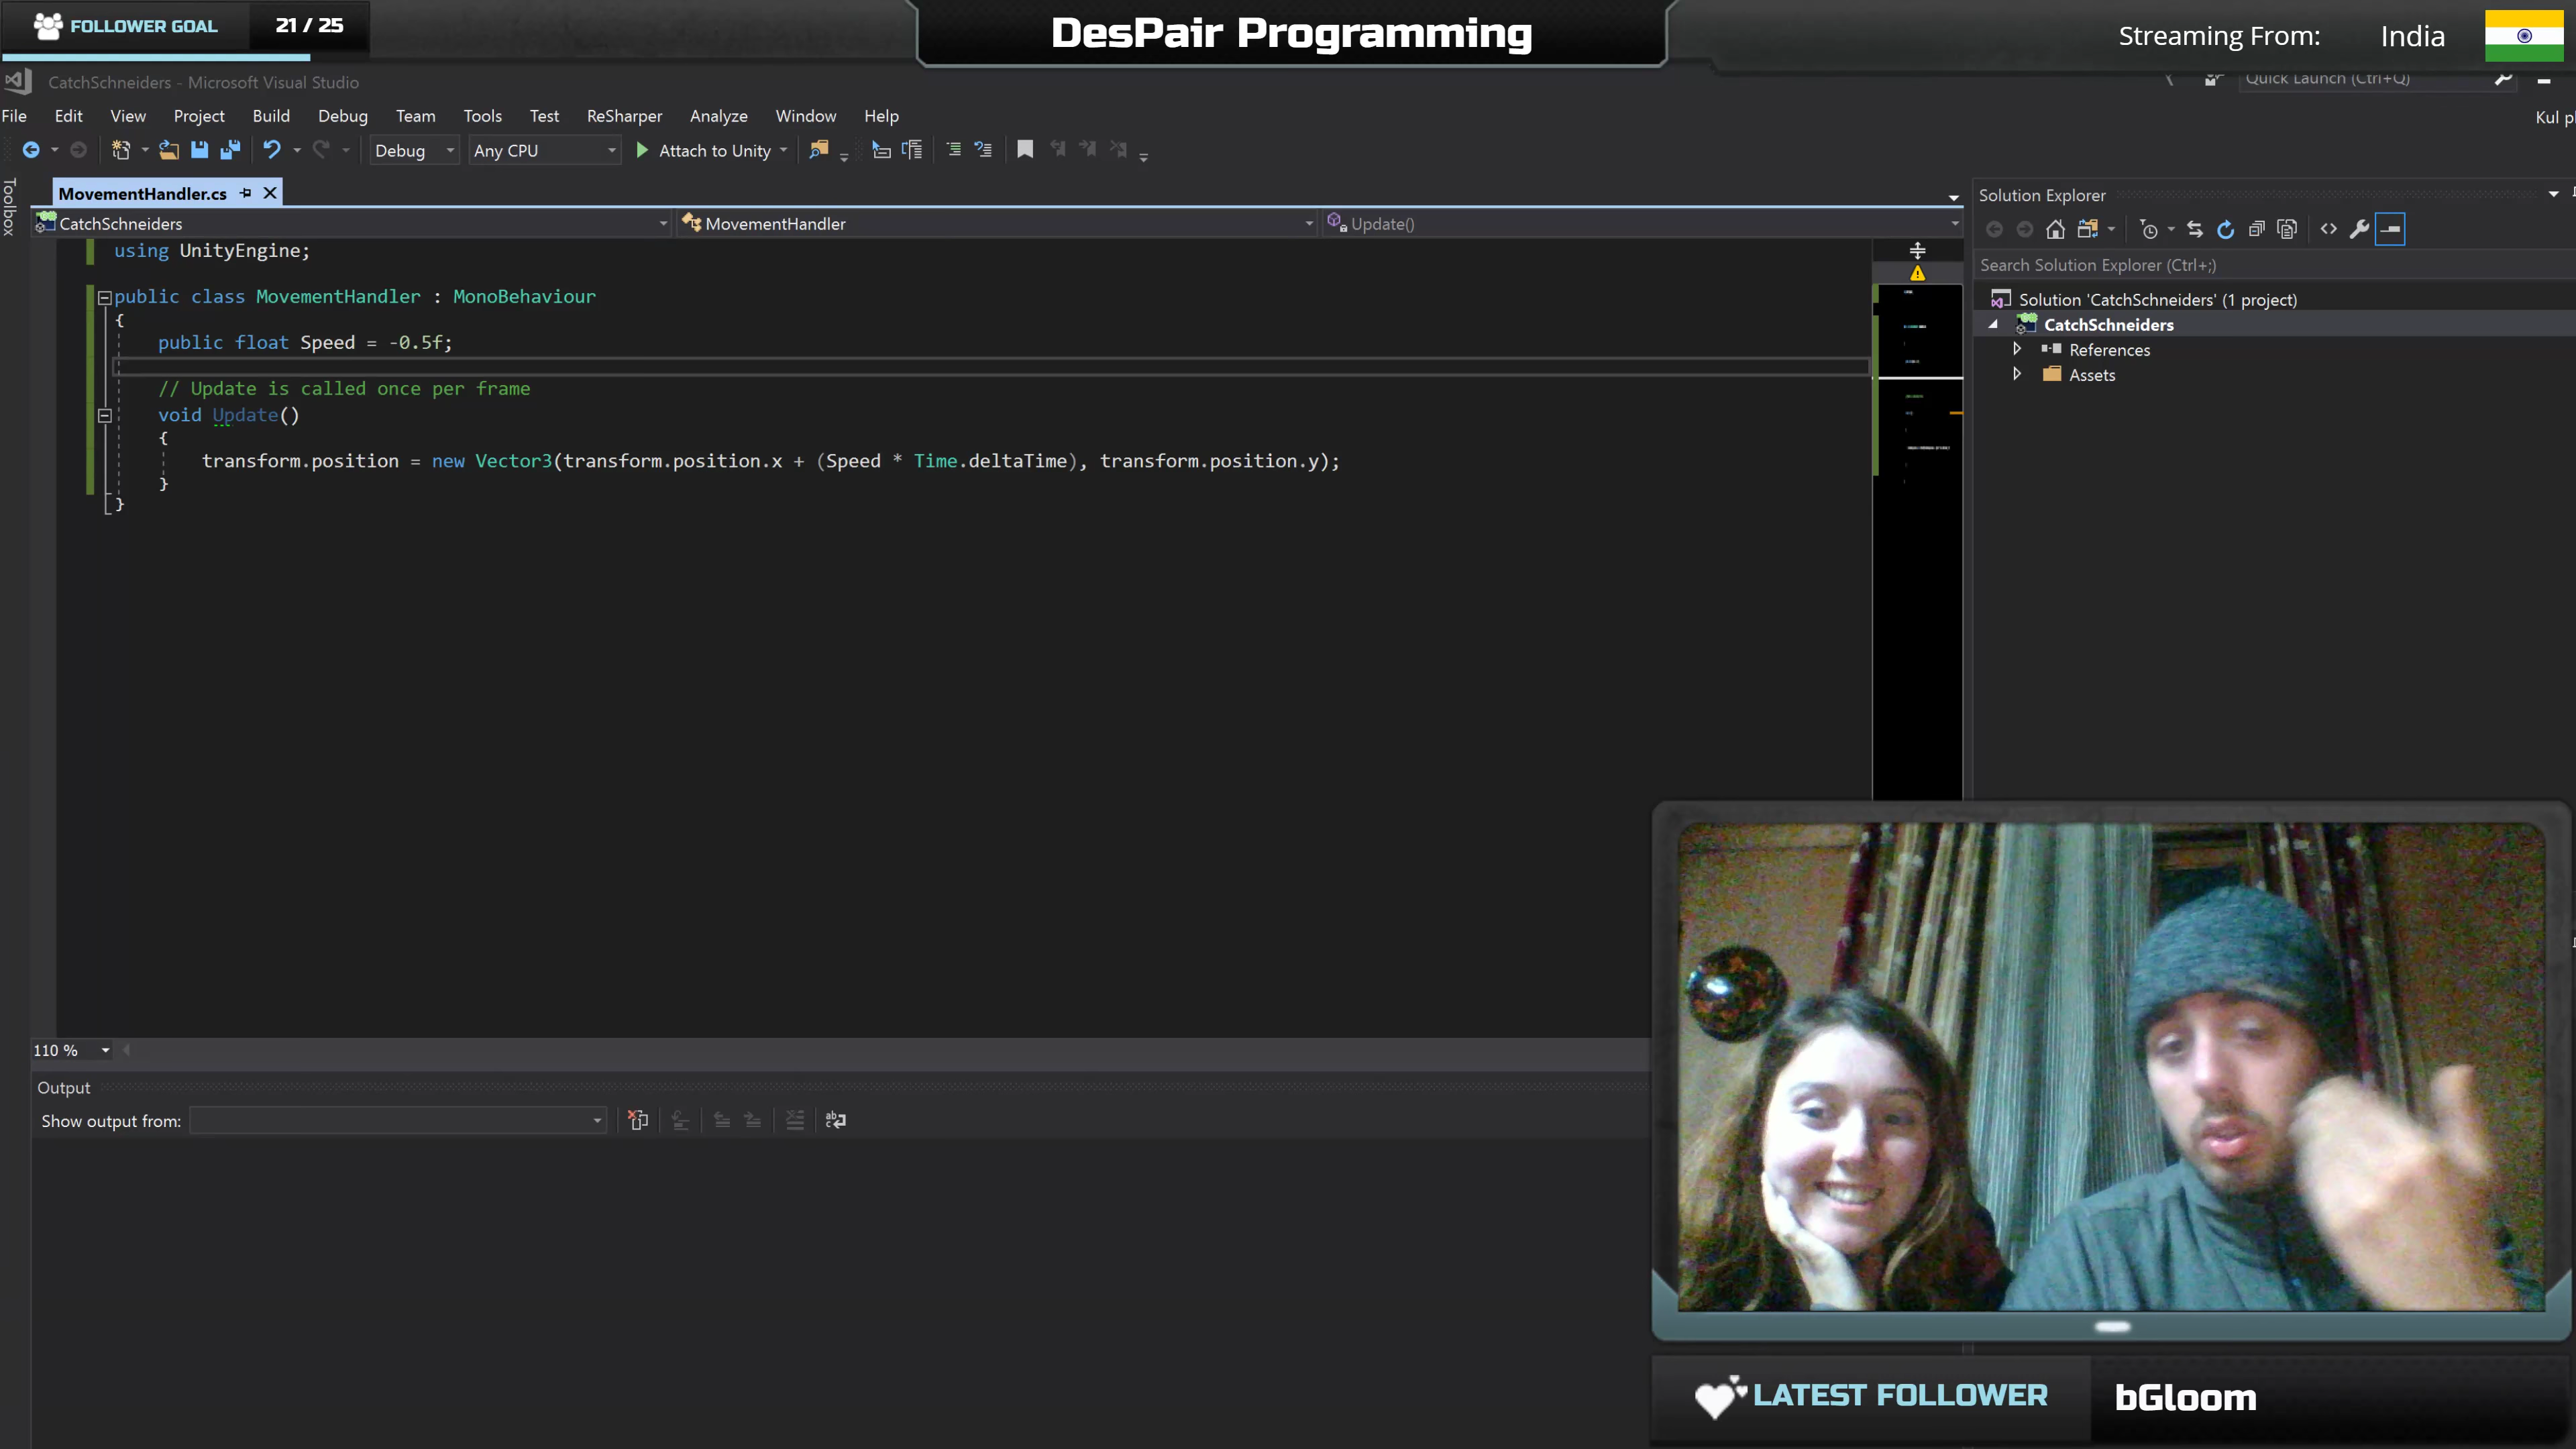 FOLLOWER GOAL 21 / 25
DesPair Programming
Streaming From: India
CatchSchneiders - Microsoft Visual Studio
Quick Launch (Ctrl+Q)
File Edit View Project Build Debug Team Tools Test ReSharper Analyze Window Help
Kul
Debug Any CPU Attach to Unity
Toolbox
MovementHandler.cs
CatchSchneiders MovementHandler Update()
using UnityEngine;
public class MovementHandler : MonoBehaviour
{
public float Speed = -0.5f;
// Update is called once per frame
void Update()
{
transform.position = new Vector3(transform.position.x + (Speed * Time.deltaTime), transform.position.y);
}
}
Solution Explorer
Search Solution Explorer (Ctrl+;)
Solution 'CatchSchneiders' (1 project)
CatchSchneiders
References
Assets
110 %
Output
Show output from:
LATEST FOLLOWER bGloom